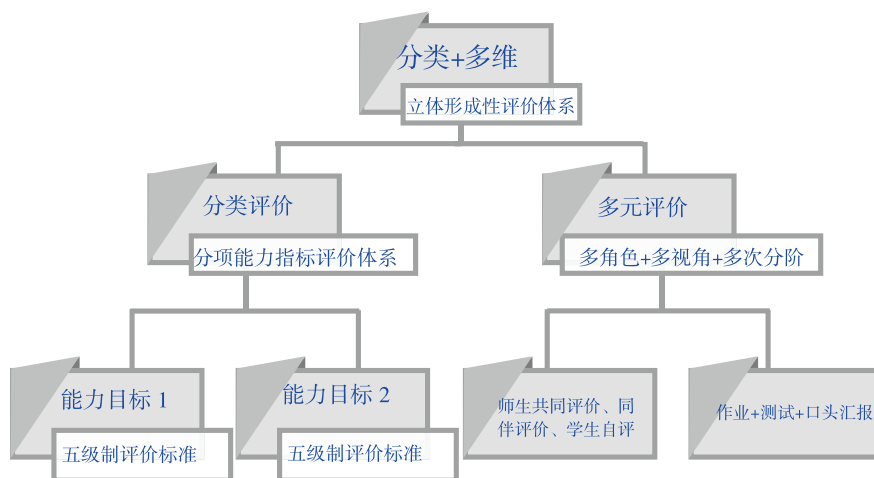 分类+多维
立体形成性评价体系
分类评价
分项能力指标评价体系
多元评价
多角色+多视角+多次分阶
能力目标 1
五级制评价标准
能力目标 2
五级制评价标准
师生共同评价、同
伴评价、学生自评
作业+测试+口头汇报